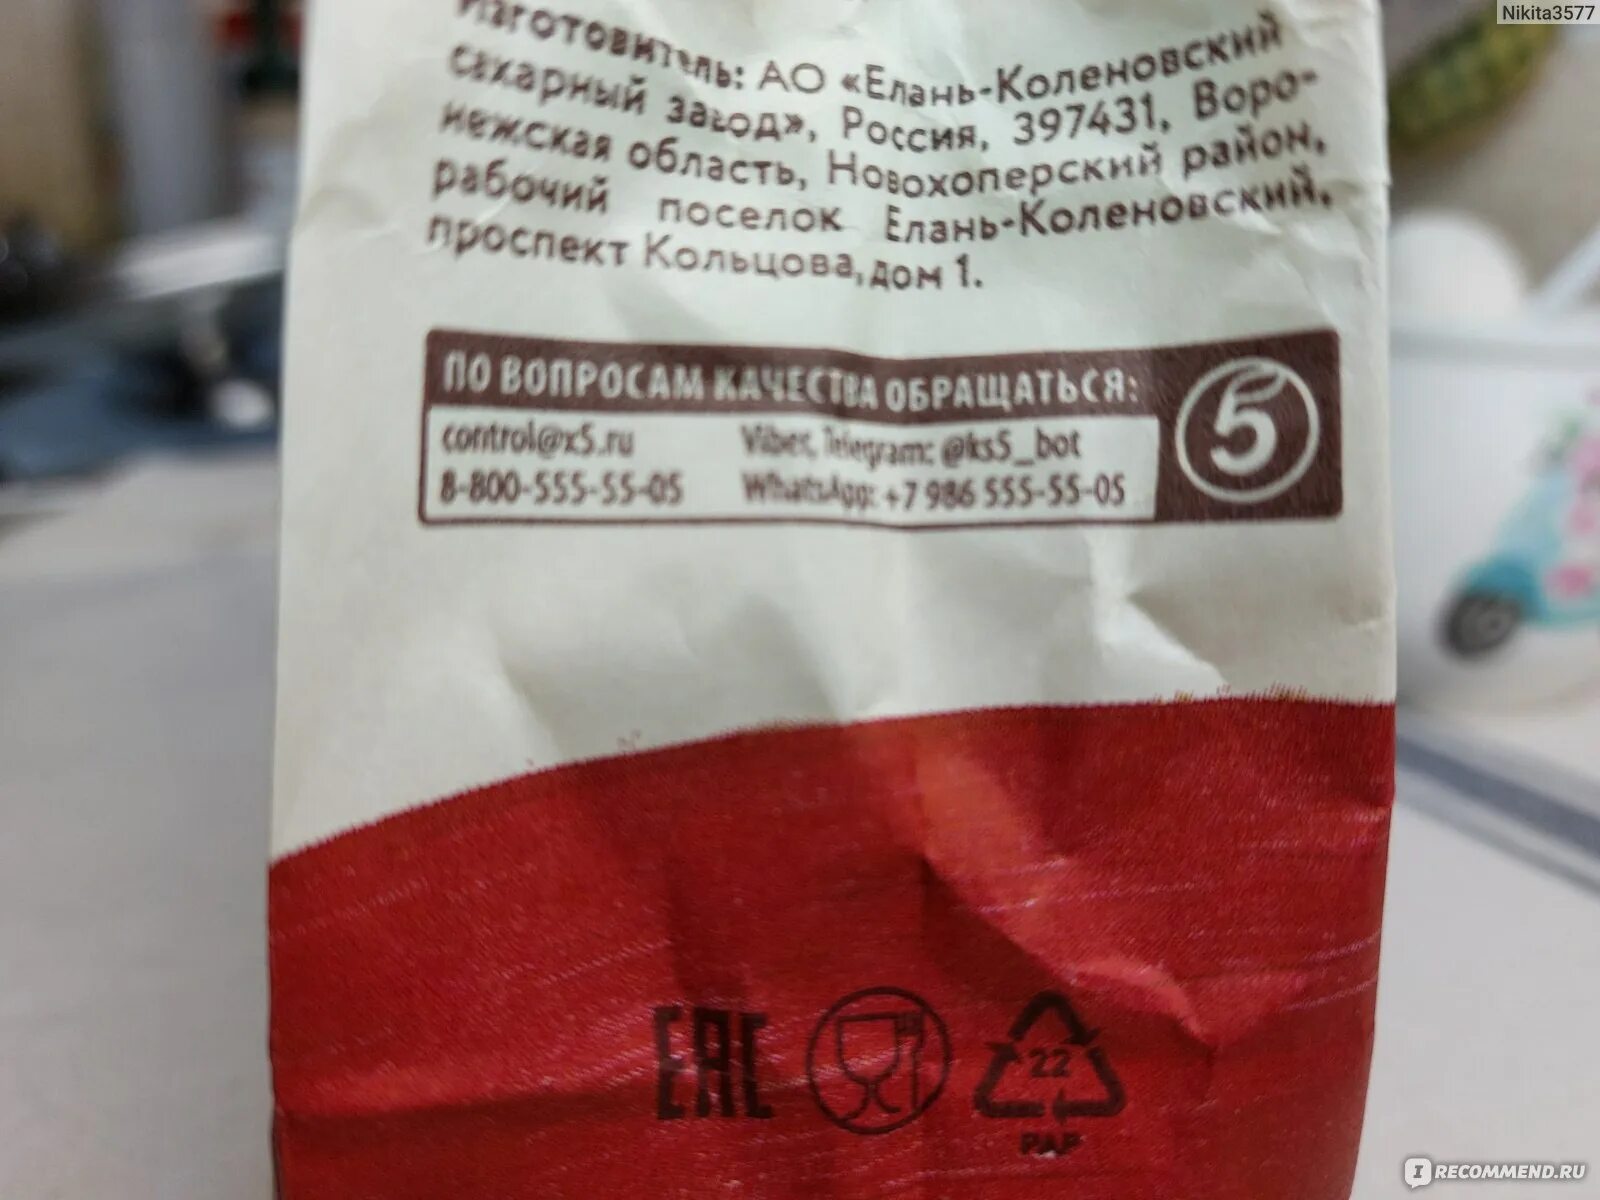 Nikita3577
Изготовитель: АО «Елань-Коленовский
сахарный завод», Россия, 397431, Воро-
нежская область, Новохоперский район,
рабочий поселок Елань-Коленовский,
проспект Кольцова, дом 1.
ПО ВОПРОСАМ КАЧЕСТВА ОБРАЩАТЬСЯ:
5
control@x5.ru Viber, Telegram: @ks5_bot
8-800-555-55-05 WhatsApp: +7 986 555-55-05
EAC
22
PAP
IRECOMMEND.RU